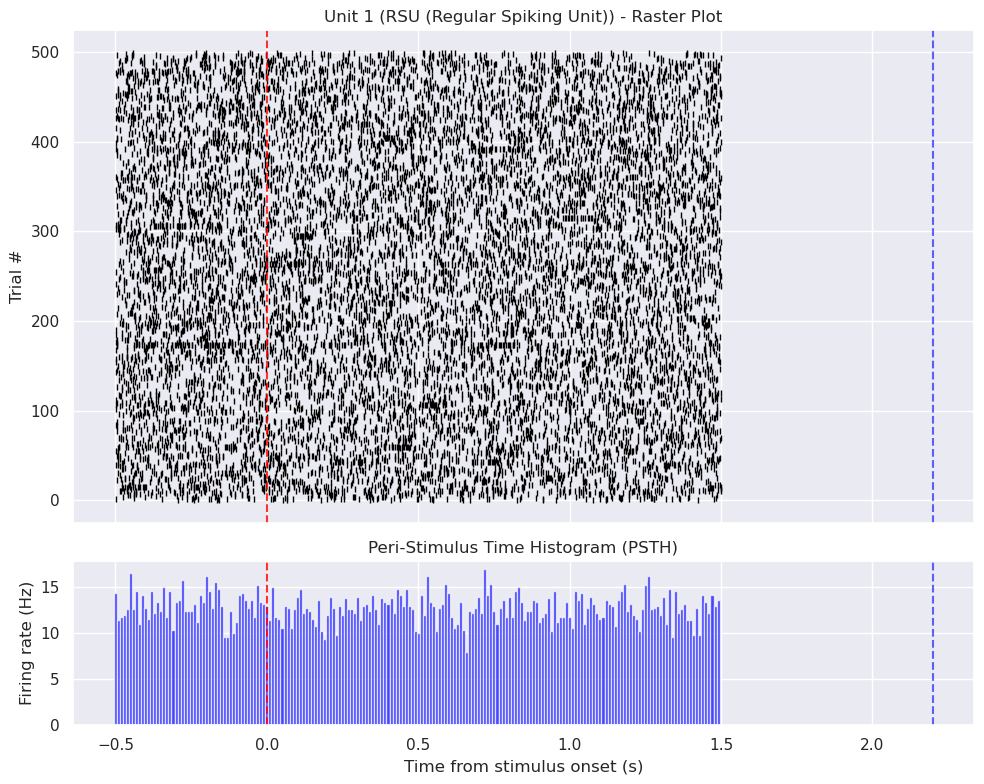 Unit 1 (RSU (Regular Spiking Unit)) - Raster Plot
500
400
300
200
100
0
Trial #
Peri-Stimulus Time Histogram (PSTH)
15
10
5
0
Firing rate (Hz)
−0.5 0.0 0.5 1.0 1.5 2.0
Time from stimulus onset (s)